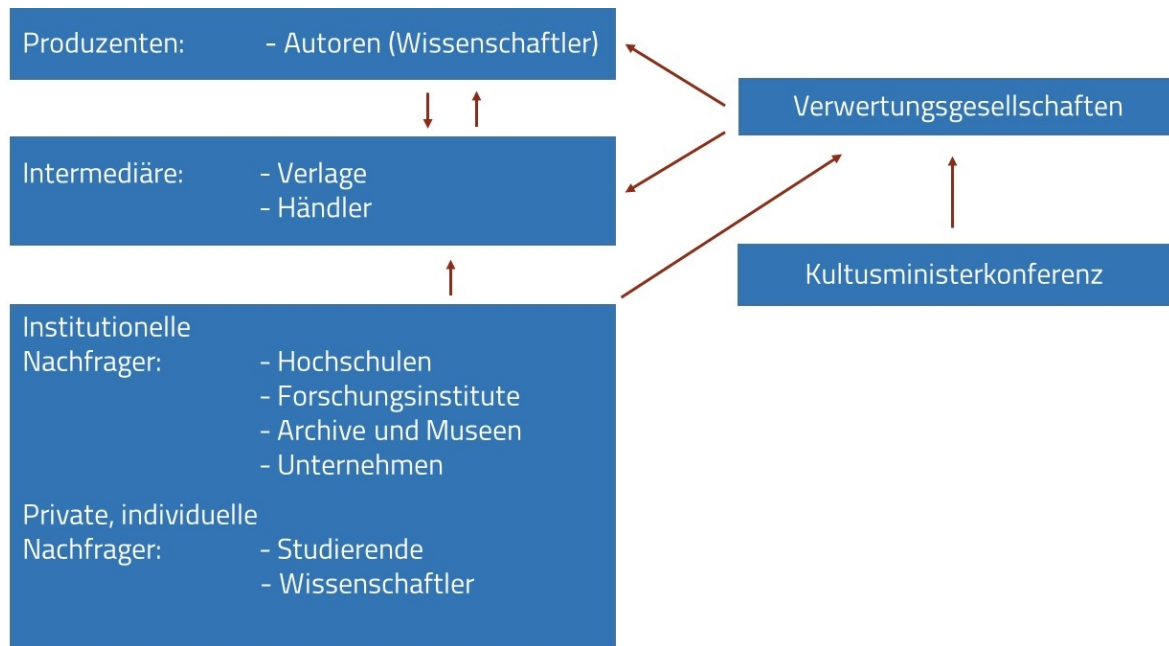 Produzenten: - Autoren (Wissenschaftler)
Verwertungsgesellschaften
Intermediäre: - Verlage
- Händler
Kultusministerkonferenz
Institutionelle
Nachfrager: - Hochschulen
- Forschungsinstitute
- Archive und Museen
- Unternehmen
Private, individuelle
Nachfrager: - Studierende
- Wissenschaftler